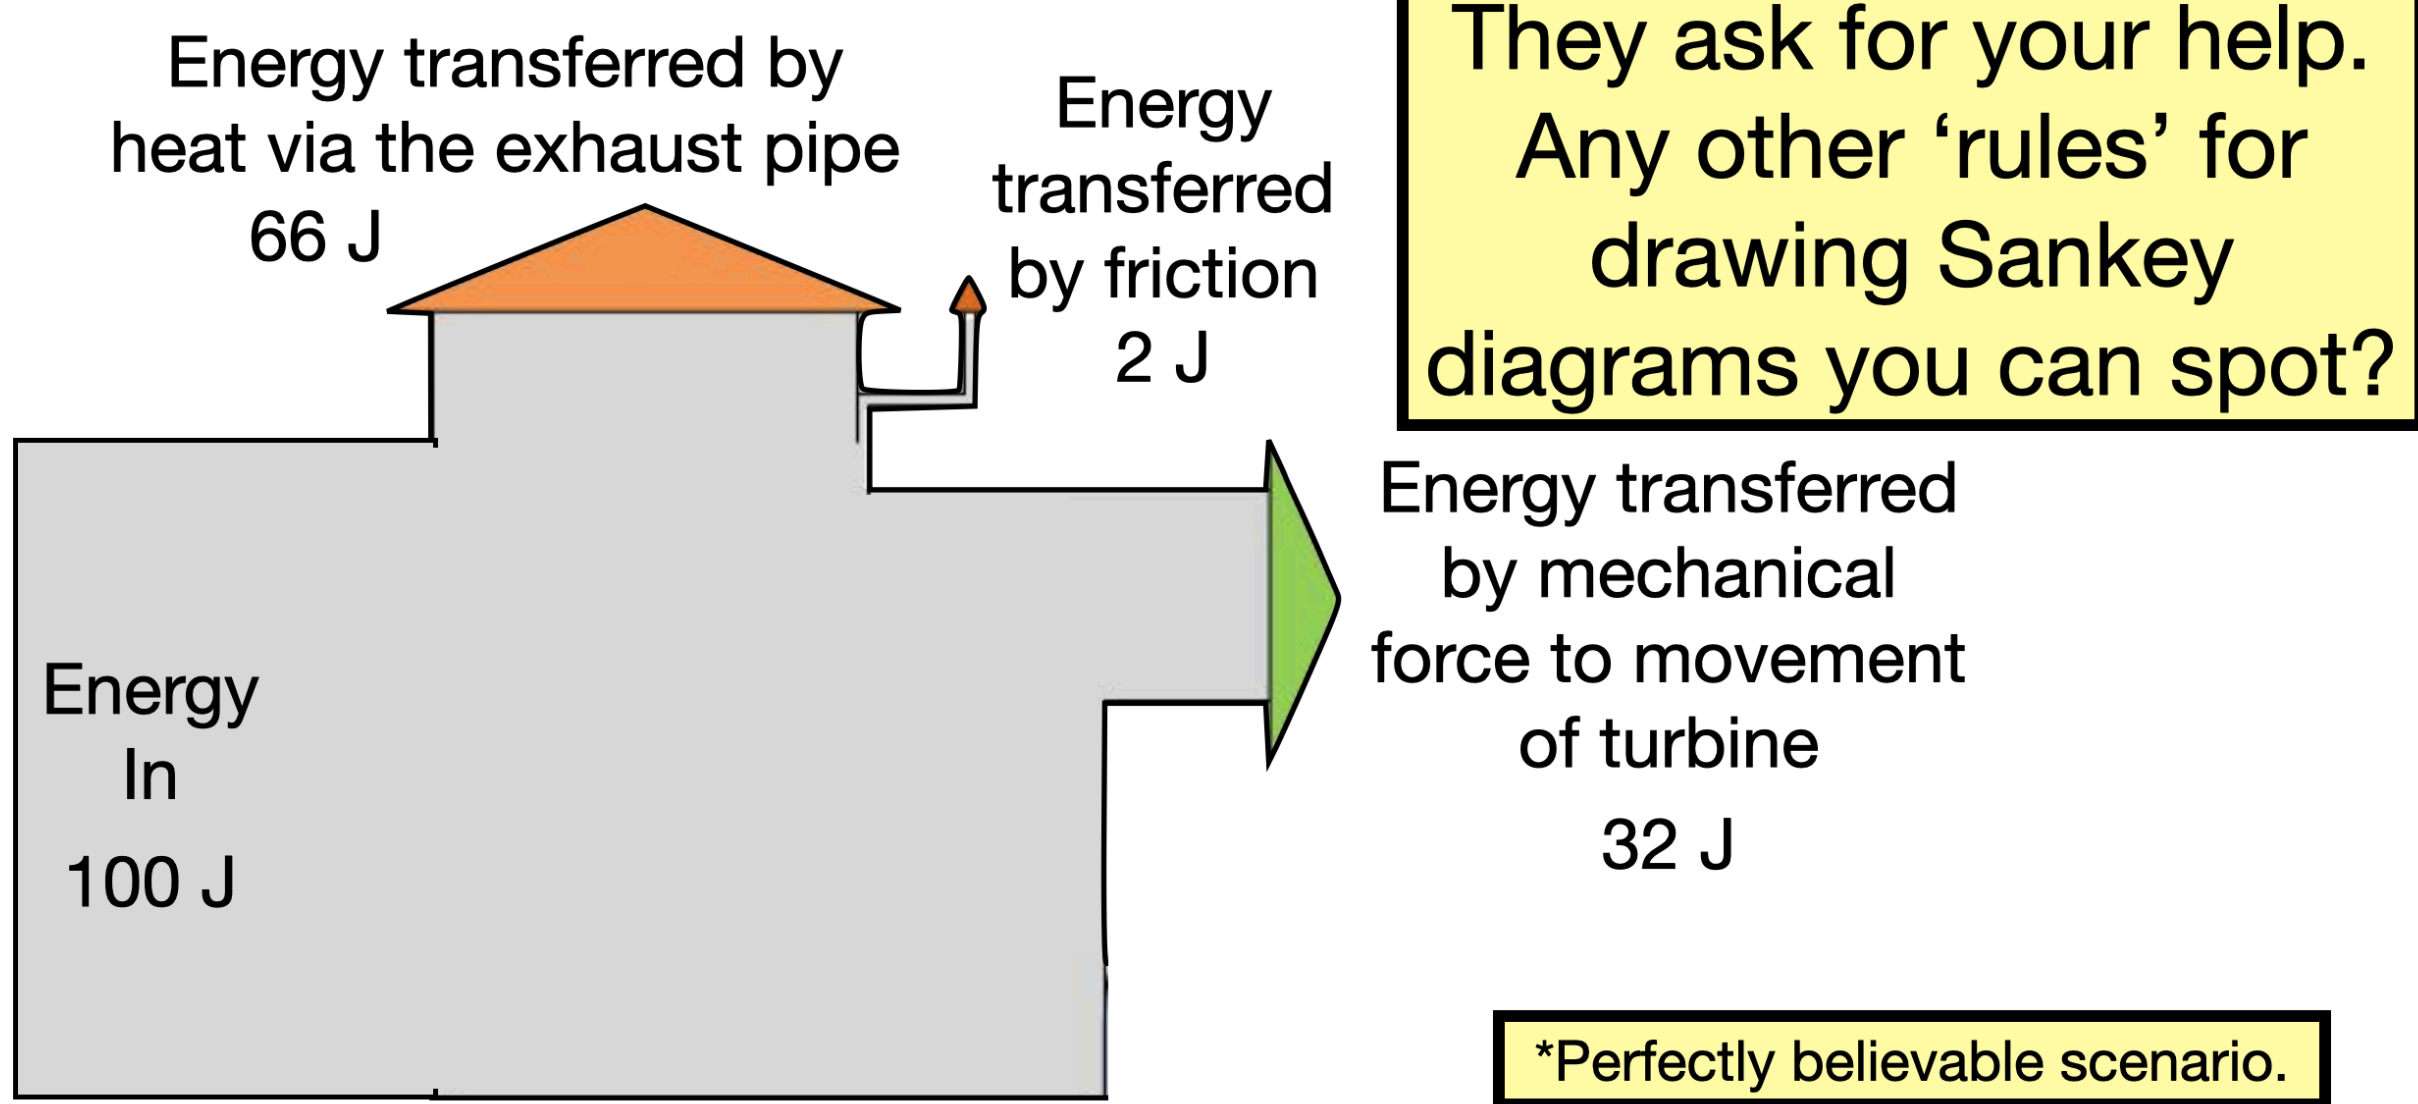 Energy transferred by
heat via the exhaust pipe
66 J
Energy
transferred
by friction
2 J
They ask for your help.
Any other ‘rules’ for
drawing Sankey
diagrams you can spot?
Energy transferred
by mechanical
force to movement
of turbine
32 J
Energy
In
100 J
*Perfectly believable scenario.